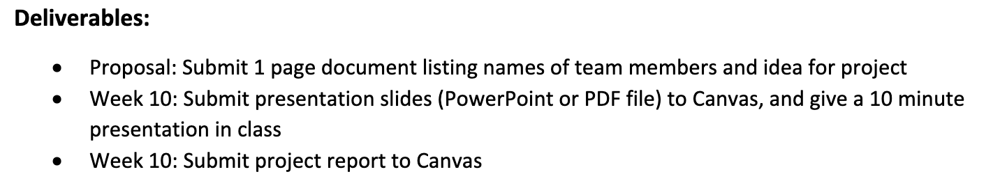 Deliverables:
• Proposal: Submit 1 page document listing names of team members and idea for project
• Week 10: Submit presentation slides (PowerPoint or PDF file) to Canvas, and give a 10 minute
presentation in class
• Week 10: Submit project report to Canvas